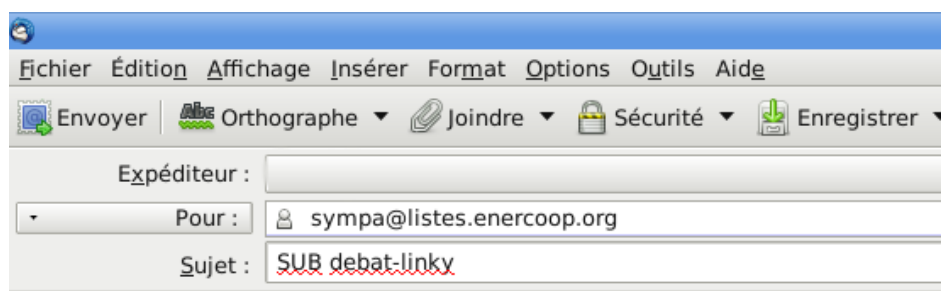 Fichier Édition Affichage Insérer Format Options Outils Aide
Envoyer Abc Orthographe Joindre Sécurité Enregistrer
Expéditeur :
Pour : sympa@listes.enercoop.org
Sujet : SUB debat-linky